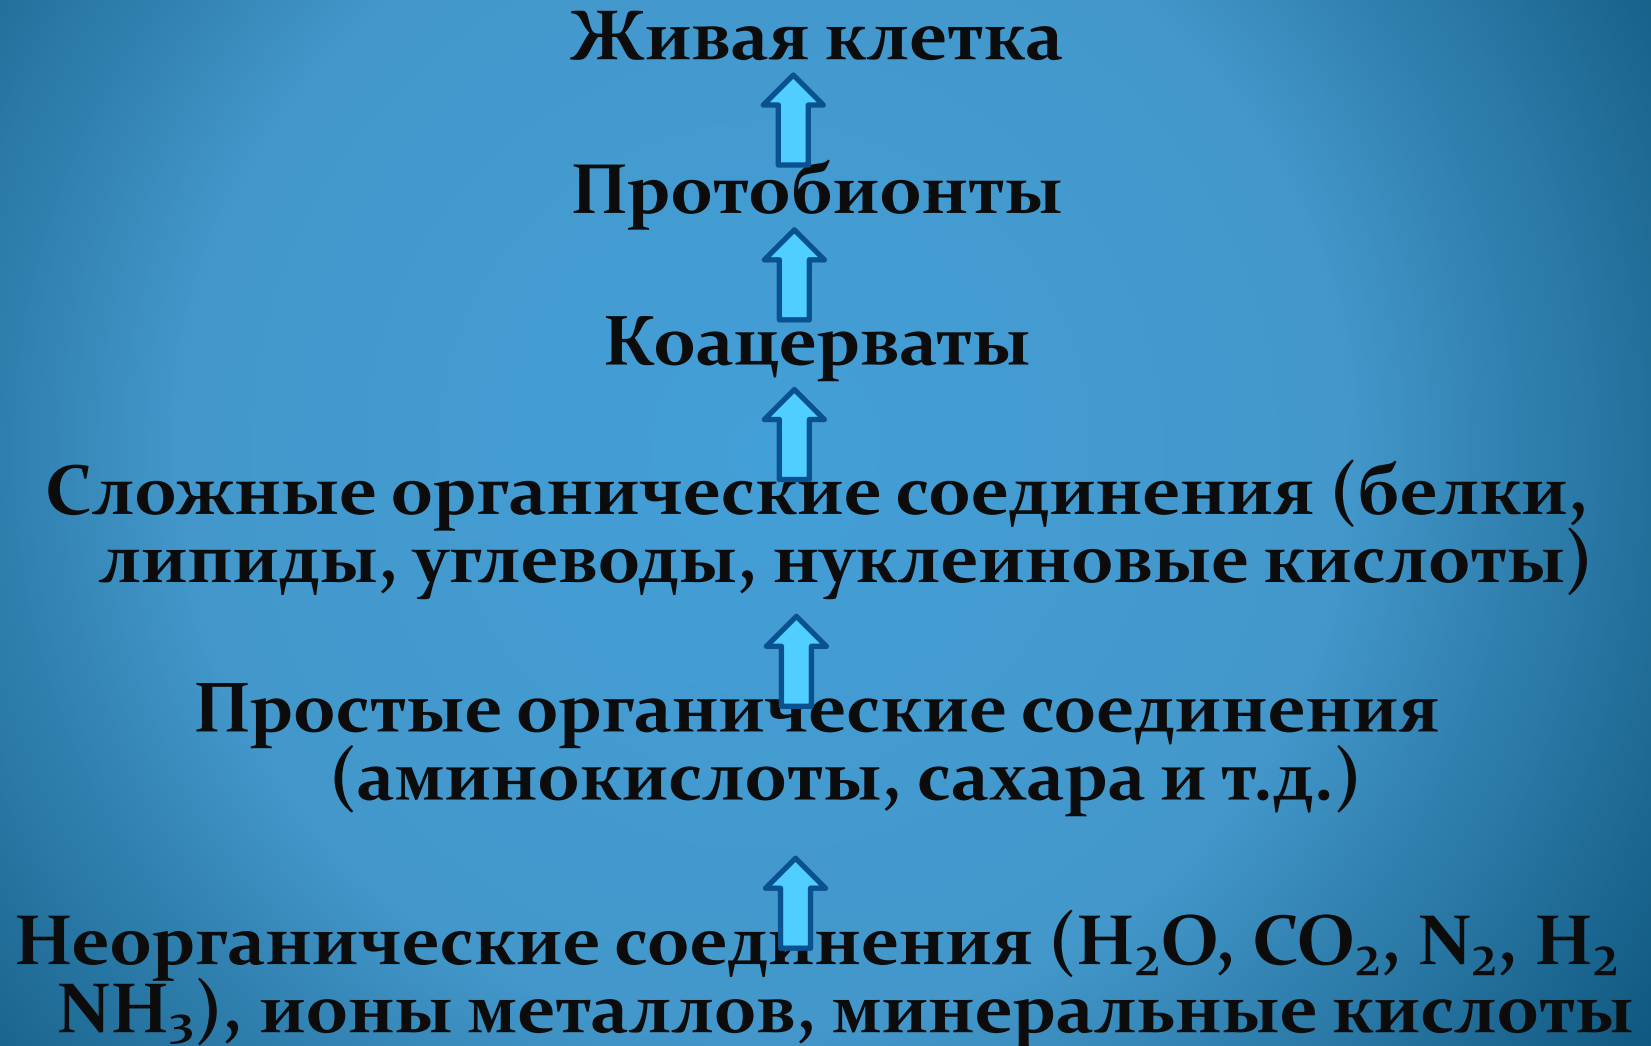 Живая клетка
Протобионты
Коацерваты
Сложные органические соединения (белки,
липиды, углеводы, нуклеиновые кислоты)
Простые органические соединения
(аминокислоты, сахара и т.д.)
Неорганические соединения (H₂O, CO₂, N₂, H₂
NH₃), ионы металлов, минеральные кислоты